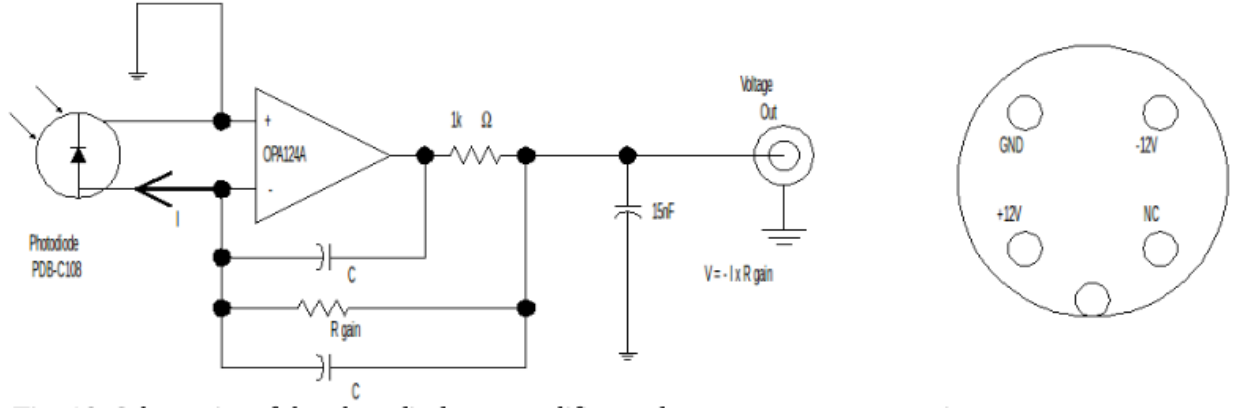 +
OPA124A
-
I
Photodiode
PDB-C108
1k Ω
C
R gain
C
15nF
Voltage
Out
V = - I x R gain
GND
-12V
+12V
NC